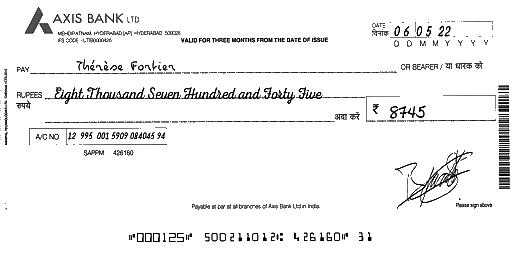 AXIS BANK LTD
MEHDIPATNAM, HYDERABAD [AP] HYDERABAD 500028
IFS CODE - UTIB0000426
VALID FOR THREE MONTHS FROM THE DATE OF ISSUE
DATE
दिनांक 06 05 22
D D M M Y Y Y Y
PAY Thérèse Fortier OR BEARER / या धारक को
RUPEES Eight Thousand Seven Hundred and Forty Five
रुपये अदा करें ₹ 8745
A/C NO 12 995 001 5909 084045 94
SAPPM 426160
Payable at par at all branches of Axis Bank Ltd in India.
Please sign above
⑈000125⑈ 500211012⑆ 426160⑈ 31